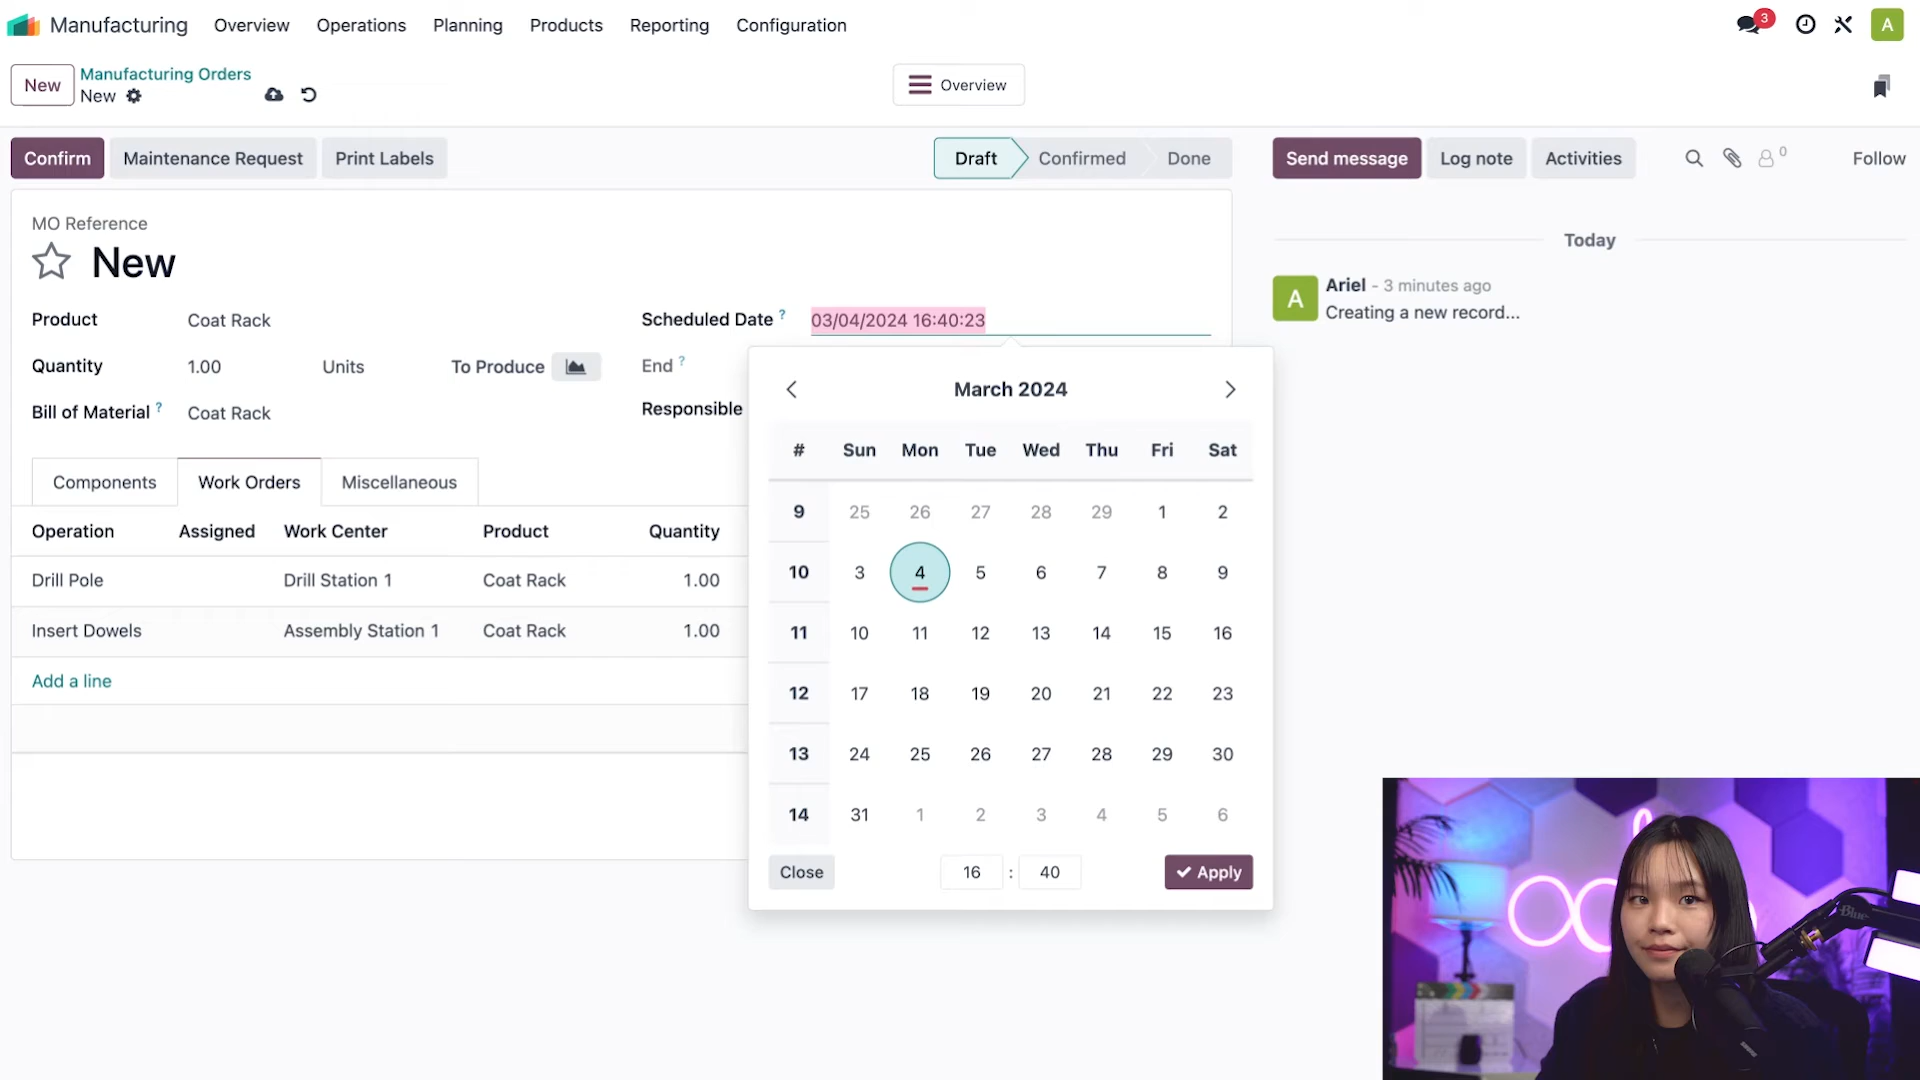 Manufacturing Overview Operations Planning Products Reporting Configuration 3 A
New Manufacturing Orders
New
Overview
Confirm Maintenance Request Print Labels Draft Confirmed Done Send message Log note Activities 0 Follow
MO Reference
New
Product Coat Rack
Quantity 1.00 Units To Produce
Bill of Material ? Coat Rack
Scheduled Date ? 03/04/2024 16:40:23
End ?
Responsible
Components Work Orders Miscellaneous
Operation Assigned Work Center Product Quantity
Drill Pole Drill Station 1 Coat Rack 1.00
Insert Dowels Assembly Station 1 Coat Rack 1.00
Add a line
March 2024
# Sun Mon Tue Wed Thu Fri Sat
9 25 26 27 28 29 1 2
10 3 4 5 6 7 8 9
11 10 11 12 13 14 15 16
12 17 18 19 20 21 22 23
13 24 25 26 27 28 29 30
14 31 1 2 3 4 5 6
Close 16 : 40 Apply
Today
A Ariel - 3 minutes ago
Creating a new record...
Blue